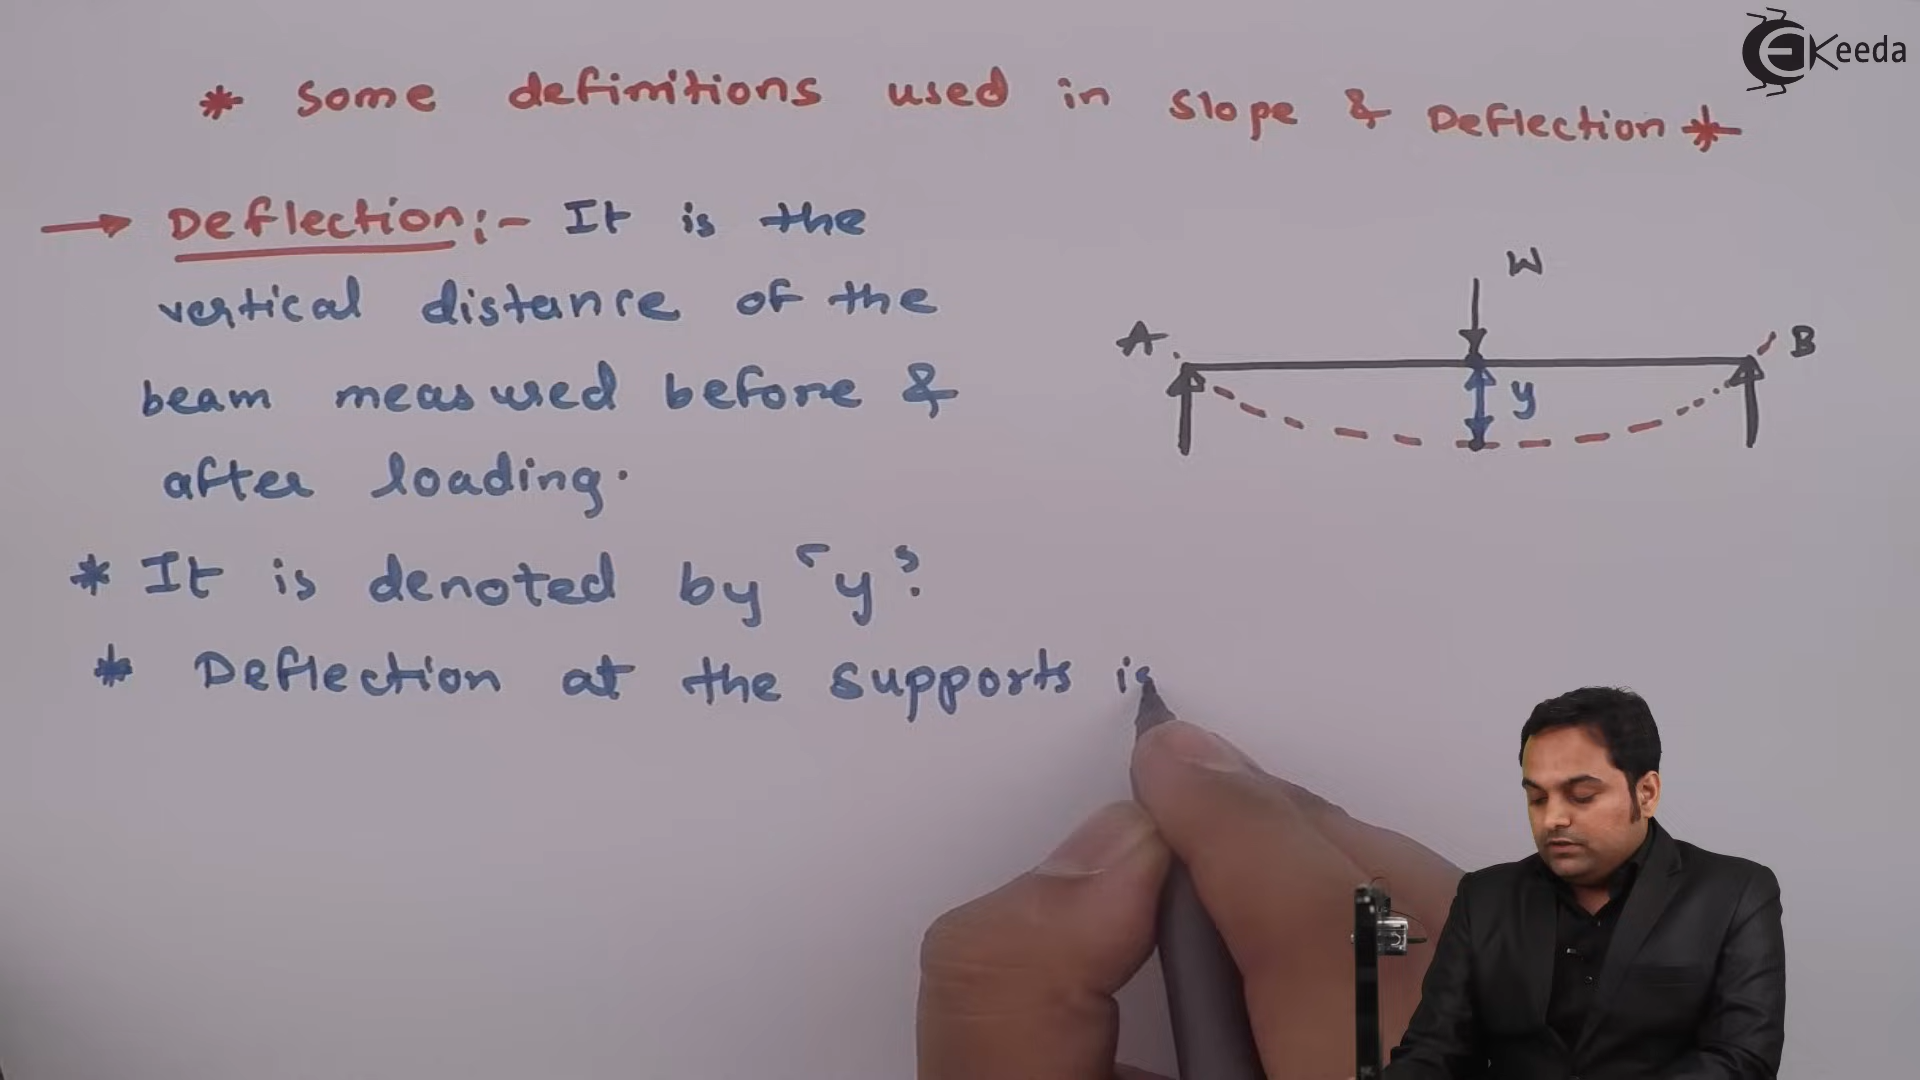 Keeda
* Some definitions used in Slope & Deflection *
→ Deflection :- It is the
vertical distance of the
beam measured before &
after loading.
* It is denoted by 'y'.
* Deflection at the supports is
W
A
B
y